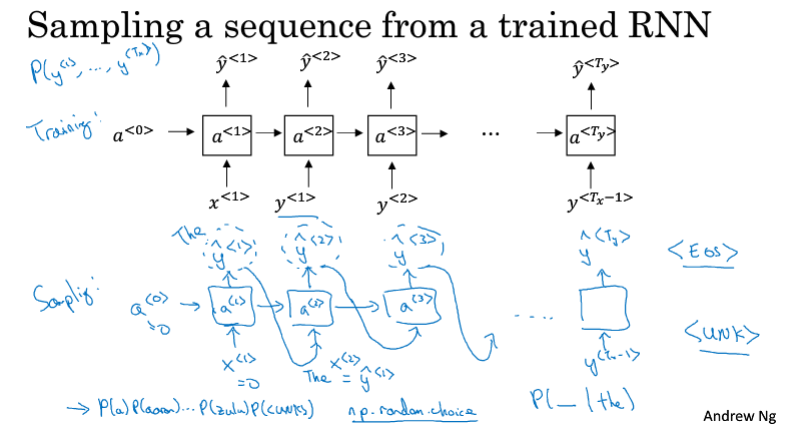 Sampling a sequence from a trained RNN
P(y^{<1>}, ..., y^{<Tx>})
ŷ^{<1>} ŷ^{<2>} ŷ^{<3>} ŷ^{<Ty>}
Training: a^{<0>} a^{<1>} a^{<2>} a^{<3>} ... a^{<Ty>}
x^{<1>} y^{<1>} y^{<2>} y^{<Tx-1>}
The
ŷ^{<1>} ŷ^{<2>} ŷ^{<3>} ŷ^{<Ty>} <EOS>
Sampling: a^{<0>} =0 a^{<1>} a^{<2>} a^{<3>} ....
<UNK>
x^{<1>} =0 The x^{<2>} = ŷ^{<1>} y^{<Tx-1>}
→ P(a)P(aaron)...P(zulu)P(<UNK>) np.random.choice P(_|the)
Andrew Ng